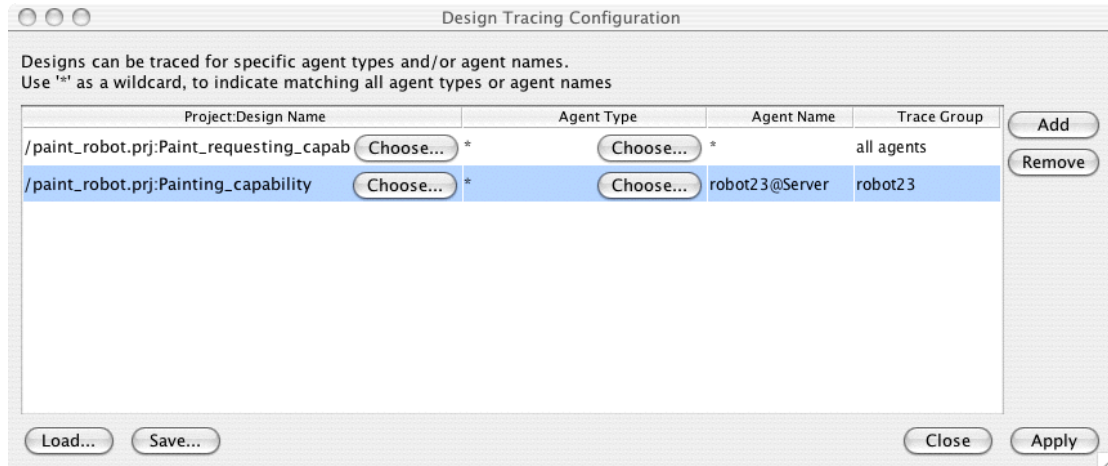 Design Tracing Configuration
Designs can be traced for specific agent types and/or agent names.
Use '*' as a wildcard, to indicate matching all agent types or agent names
Project:Design Name Agent Type Agent Name Trace Group
/paint_robot.prj:Paint_requesting_capab Choose... * Choose... * all agents
/paint_robot.prj:Painting_capability Choose... * Choose... robot23@Server robot23
Add
Remove
Load... Save... Close Apply